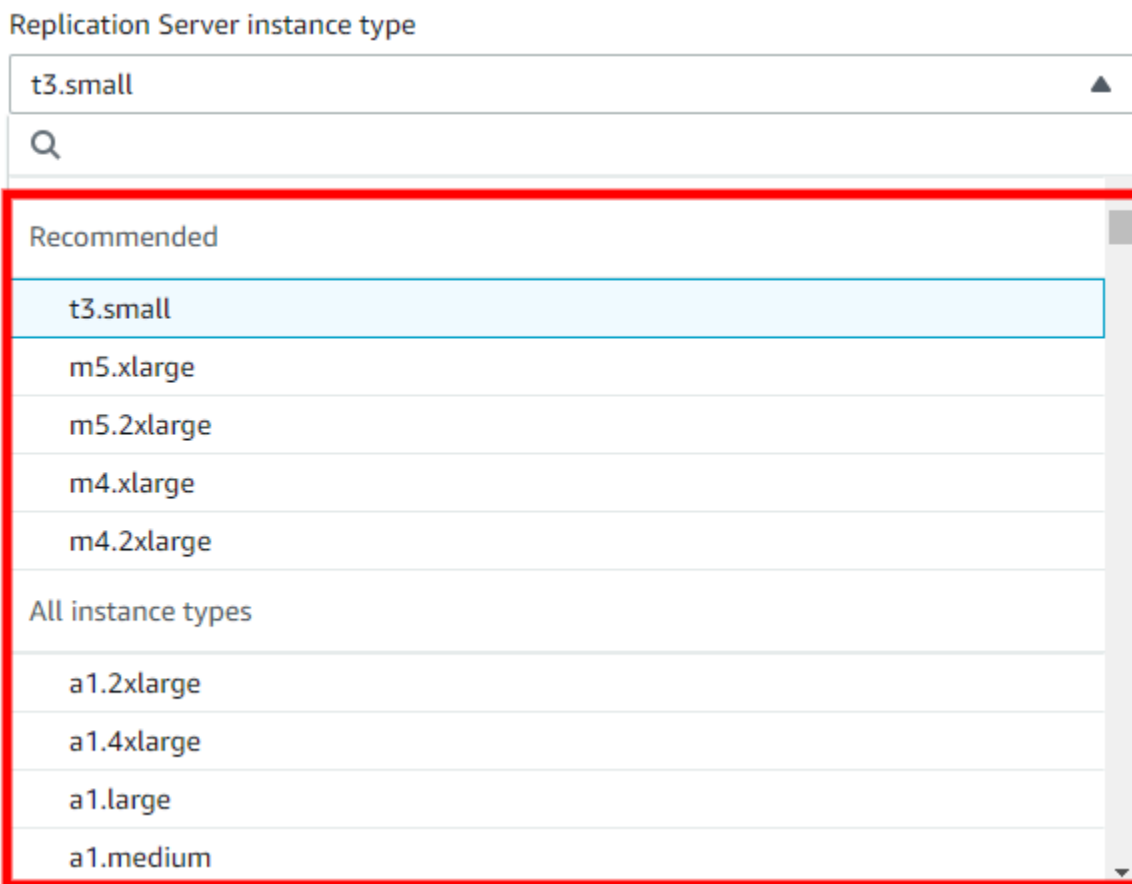 Replication Server instance type
t3.small
Recommended
t3.small
m5.xlarge
m5.2xlarge
m4.xlarge
m4.2xlarge
All instance types
a1.2xlarge
a1.4xlarge
a1.large
a1.medium